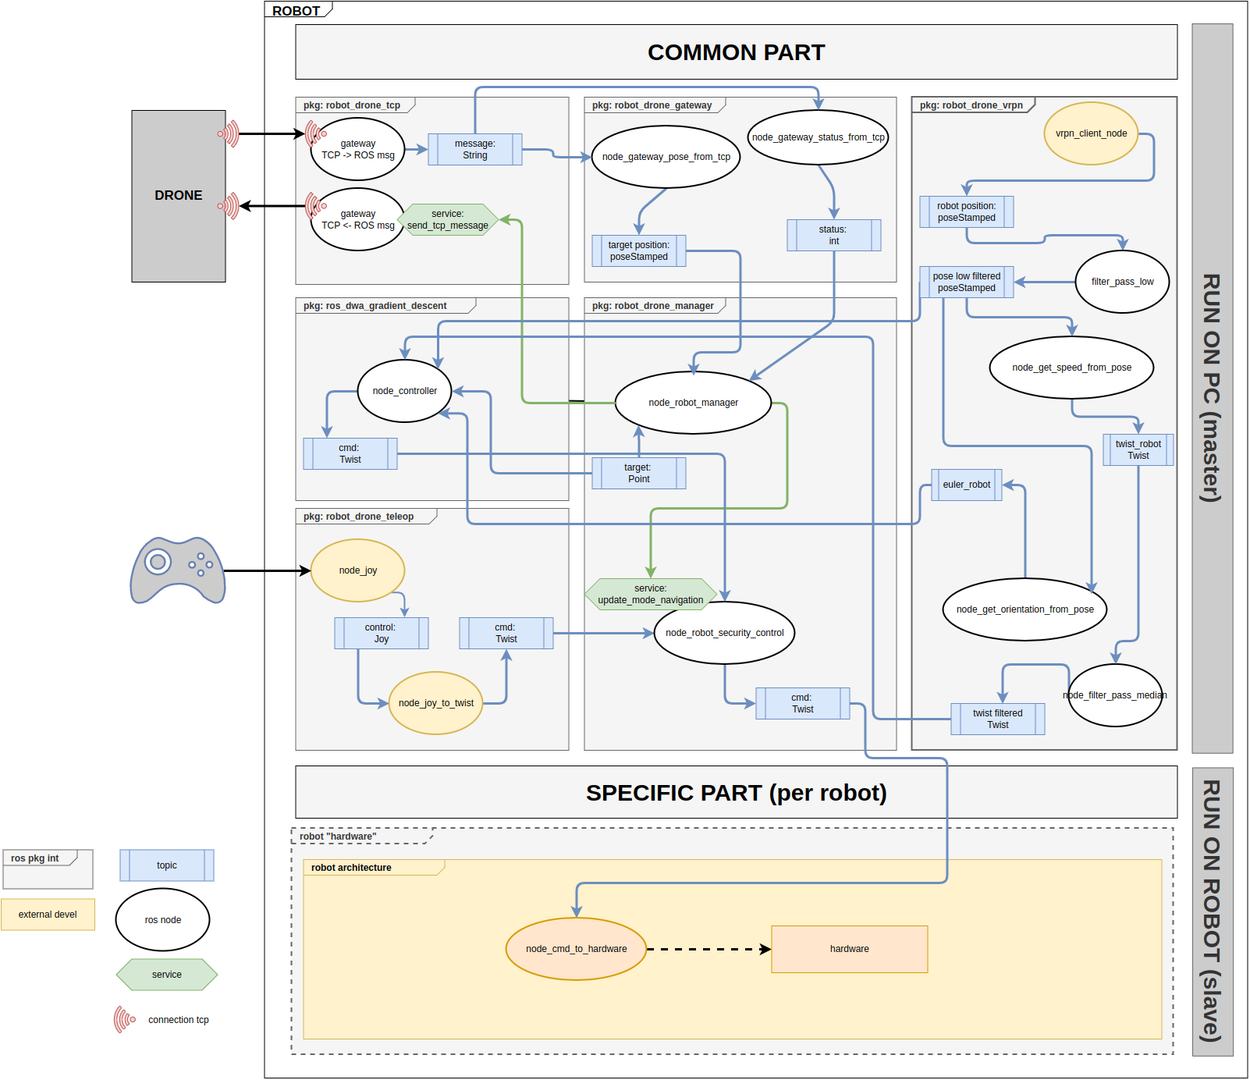 ROBOT
COMMON PART
pkg: robot_drone_tcp
gateway
TCP -> ROS msg
message:
String
gateway
TCP <- ROS msg
service:
send_tcp_message
DRONE
pkg: robot_drone_gateway
node_gateway_pose_from_tcp
node_gateway_status_from_tcp
target position:
poseStamped
status:
int
pkg: robot_drone_vrpn
vrpn_client_node
robot position:
poseStamped
filter_pass_low
pose low filtered
poseStamped
node_get_speed_from_pose
twist_robot
Twist
euler_robot
node_get_orientation_from_pose
node_filter_pass_median
twist filtered
Twist
RUN ON PC (master)
pkg: ros_dwa_gradient_descent
node_controller
cmd:
Twist
pkg: robot_drone_manager
node_robot_manager
target:
Point
service:
update_mode_navigation
node_robot_security_control
cmd:
Twist
pkg: robot_drone_teleop
node_joy
control:
Joy
cmd:
Twist
node_joy_to_twist
SPECIFIC PART (per robot)
robot "hardware"
robot architecture
node_cmd_to_hardware
hardware
RUN ON ROBOT (slave)
ros pkg int
topic
external devel
ros node
service
connection tcp